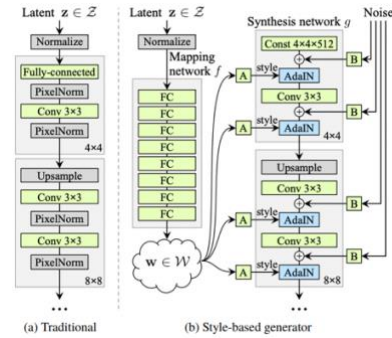 Latent z ∈ Z
Normalize
Fully-connected
PixelNorm
Conv 3×3
PixelNorm
4×4
Upsample
Conv 3×3
PixelNorm
Conv 3×3
PixelNorm
8×8
...
(a) Traditional
Latent z ∈ Z
Normalize
Mapping
network f
FC
FC
FC
FC
FC
FC
FC
FC
w ∈ W
A
style
A
style
A
style
A
style
Synthesis network g
Noise
Const 4×4×512
B
AdaIN
Conv 3×3
B
AdaIN
4×4
Upsample
Conv 3×3
B
AdaIN
Conv 3×3
B
AdaIN
8×8
...
(b) Style-based generator